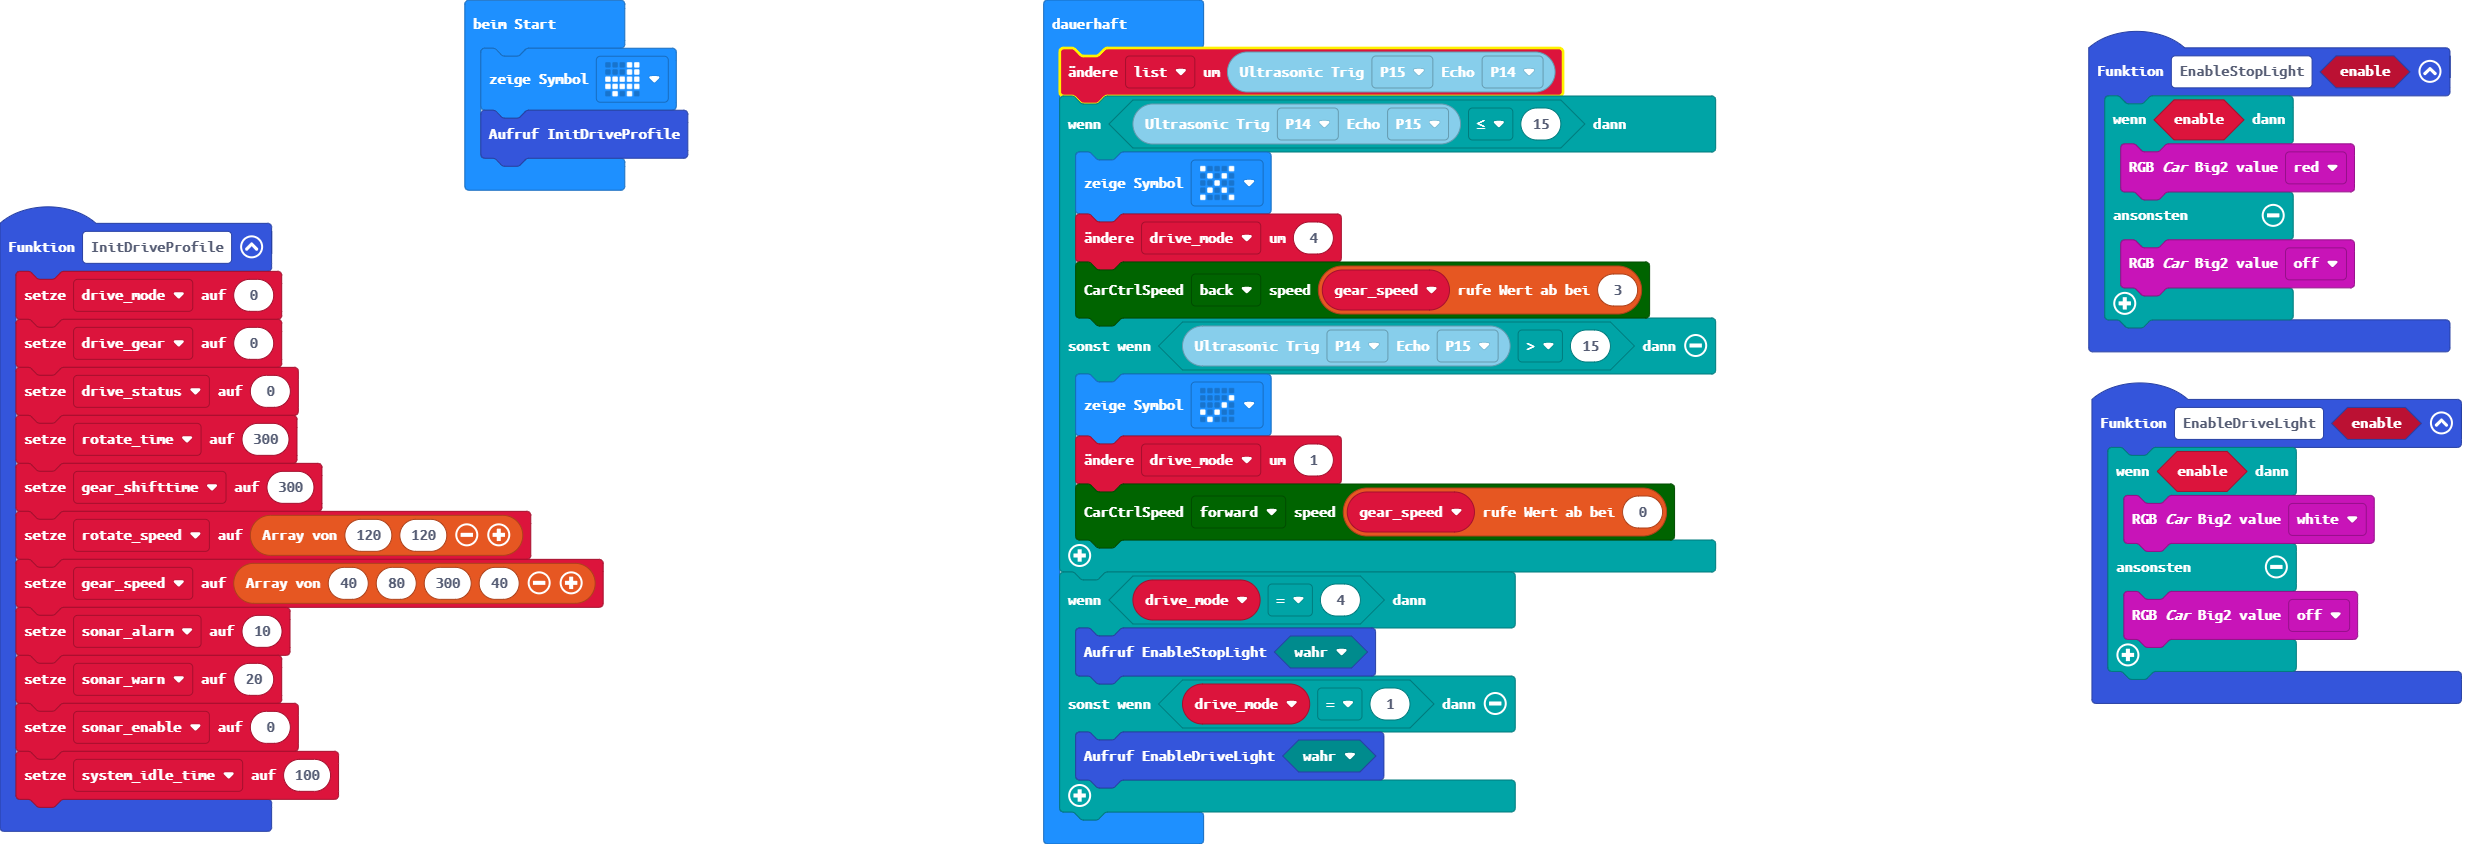 beim Start
zeige Symbol
Aufruf InitDriveProfile
Funktion InitDriveProfile
setze drive_mode auf 0
setze drive_gear auf 0
setze drive_status auf 0
setze rotate_time auf 300
setze gear_shifttime auf 300
setze rotate_speed auf Array von 120 120
setze gear_speed auf Array von 40 80 300 40
setze sonar_alarm auf 10
setze sonar_warn auf 20
setze sonar_enable auf 0
setze system_idle_time auf 100
dauerhaft
ändere list um Ultrasonic Trig P15 Echo P14
wenn Ultrasonic Trig P14 Echo P15 ≤ 15 dann
zeige Symbol
ändere drive_mode um 4
CarCtrlSpeed back speed gear_speed rufe Wert ab bei 3
sonst wenn Ultrasonic Trig P14 Echo P15 > 15 dann
zeige Symbol
ändere drive_mode um 1
CarCtrlSpeed forward speed gear_speed rufe Wert ab bei 0
wenn drive_mode = 4 dann
Aufruf EnableStopLight wahr
sonst wenn drive_mode = 1 dann
Aufruf EnableDriveLight wahr
Funktion EnableStopLight enable
wenn enable dann
RGB Car Big2 value red
ansonsten
RGB Car Big2 value off
Funktion EnableDriveLight enable
wenn enable dann
RGB Car Big2 value white
ansonsten
RGB Car Big2 value off